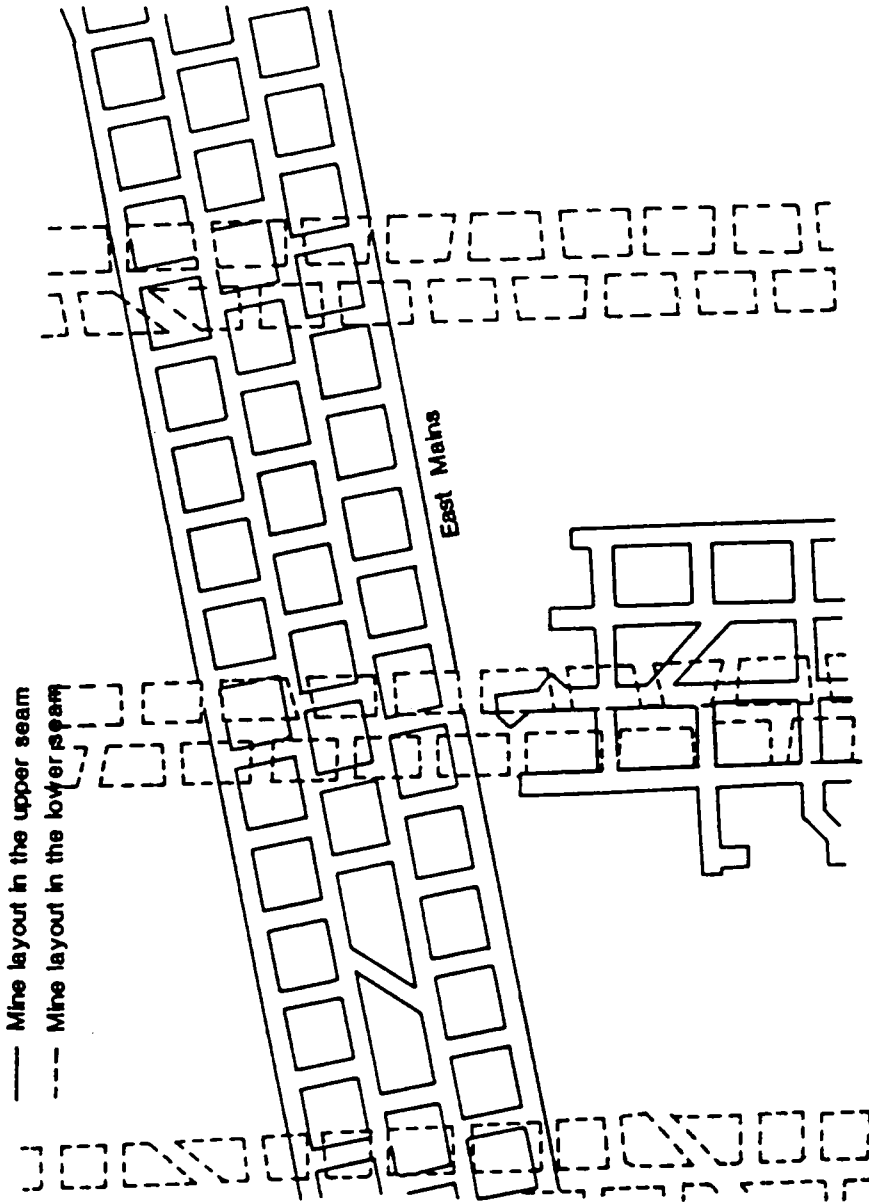 Mine layout in the upper seam
Mine layout in the lower seam
East Mains